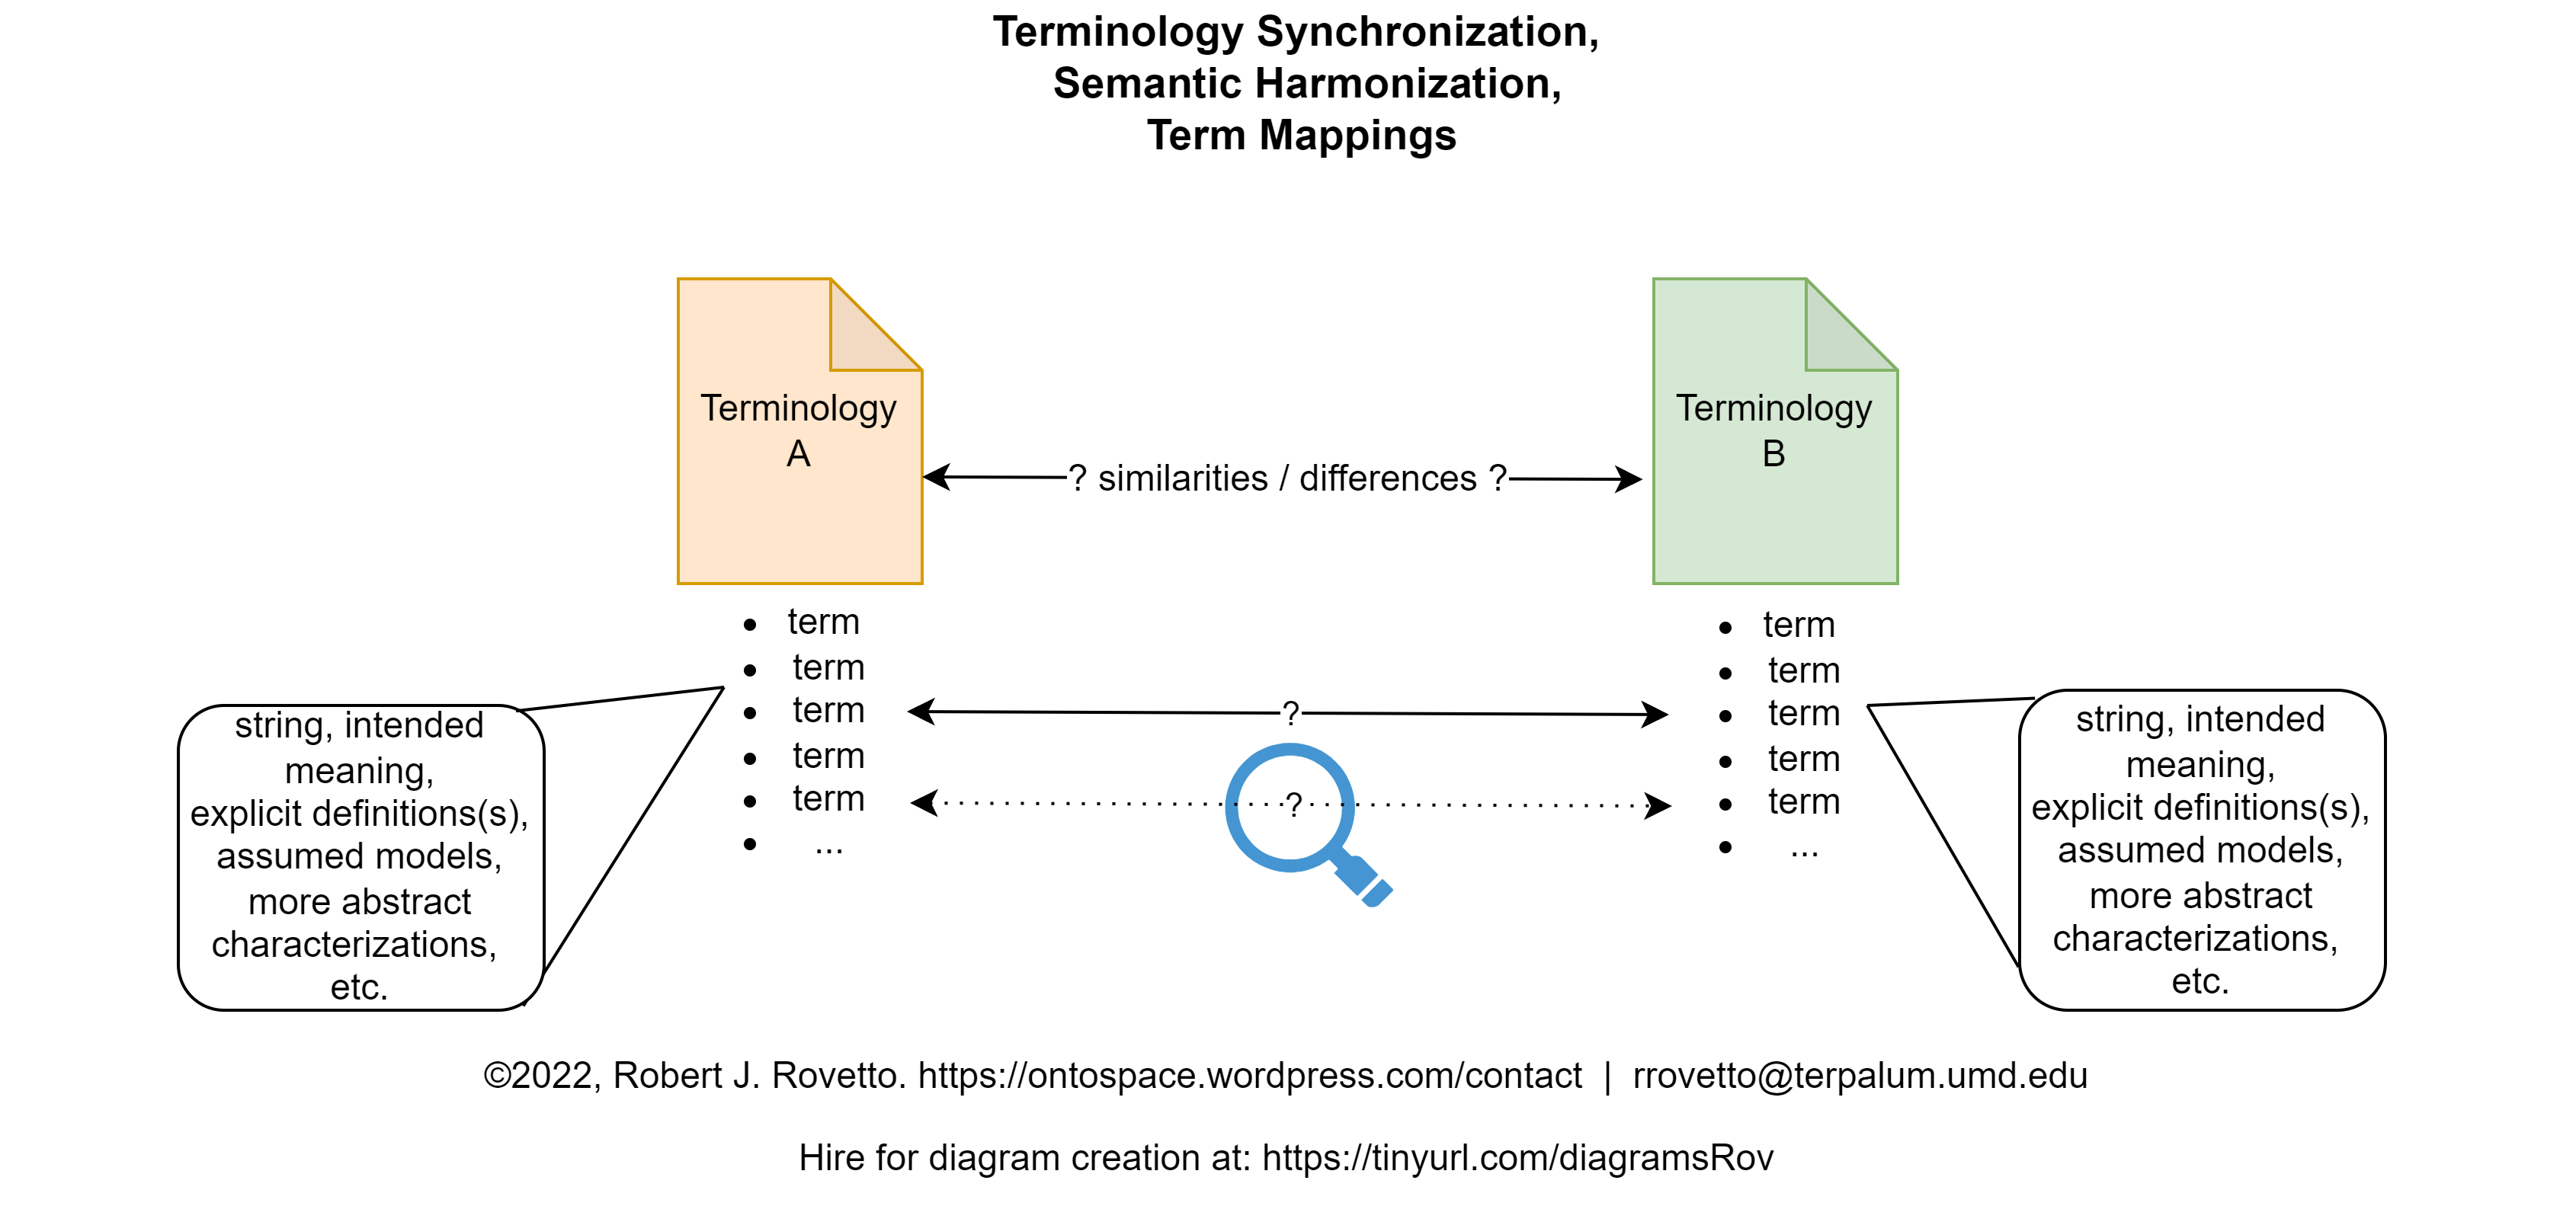 Terminology Synchronization,
Semantic Harmonization,
Term Mappings
Terminology
A
? similarities / differences ?
Terminology
B
• term
• term
• term
• term
• term
• ...
?
?
• term
• term
• term
• term
• term
• ...
string, intended
meaning,
explicit definitions(s),
assumed models,
more abstract
characterizations,
etc.
string, intended
meaning,
explicit definitions(s),
assumed models,
more abstract
characterizations,
etc.
©2022, Robert J. Rovetto. https://ontospace.wordpress.com/contact | rrovetto@terpalum.umd.edu
Hire for diagram creation at: https://tinyurl.com/diagramsRov